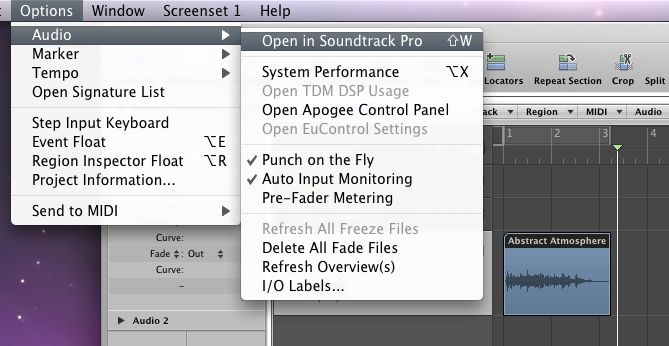 Options Window Screenset 1 Help
Audio
Marker
Tempo
Open Signature List
Step Input Keyboard
Event Float ⌥E
Region Inspector Float ⌥R
Project Information...
Send to MIDI
Open in Soundtrack Pro ⇧W
System Performance ⌥X
Open TDM DSP Usage
Open Apogee Control Panel
Open EuControl Settings
✓ Punch on the Fly
✓ Auto Input Monitoring
Pre-Fader Metering
Refresh All Freeze Files
Delete All Fade Files
Refresh Overview(s)
I/O Labels...
Locators Repeat Section Crop Split
Region MIDI Audio
1 2 3 4
Abstract Atmosphere
Curve:
Fade: Out
Curve:
Audio 2